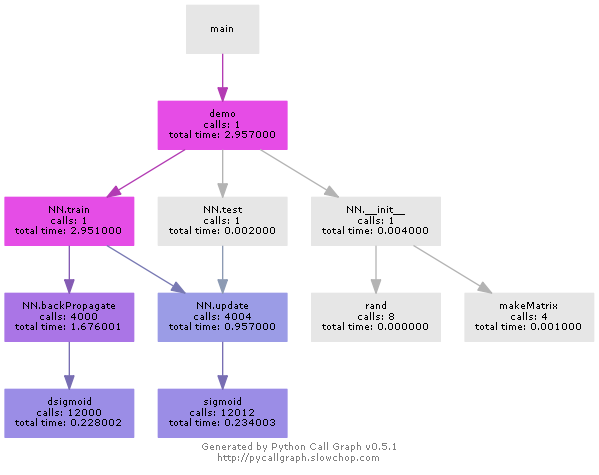 main
demo
calls: 1
total time: 2.957000
NN.train
calls: 1
total time: 2.951000
NN.test
calls: 1
total time: 0.002000
NN.__init__
calls: 1
total time: 0.004000
NN.backPropagate
calls: 4000
total time: 1.676001
NN.update
calls: 4004
total time: 0.957000
rand
calls: 8
total time: 0.000000
makeMatrix
calls: 4
total time: 0.001000
dsigmoid
calls: 12000
total time: 0.228002
sigmoid
calls: 12012
total time: 0.234003
Generated by Python Call Graph v0.5.1
http://pycallgraph.slowchop.com